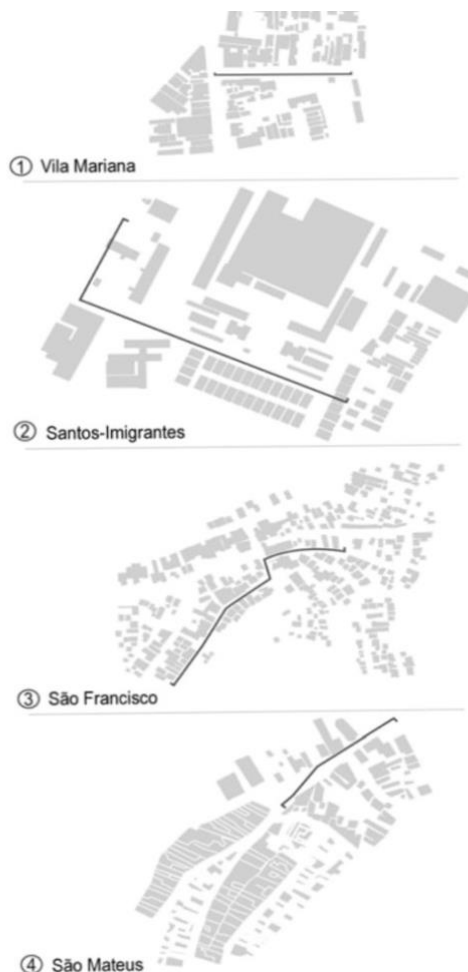 ① Vila Mariana
② Santos-Imigrantes
③ São Francisco
④ São Mateus